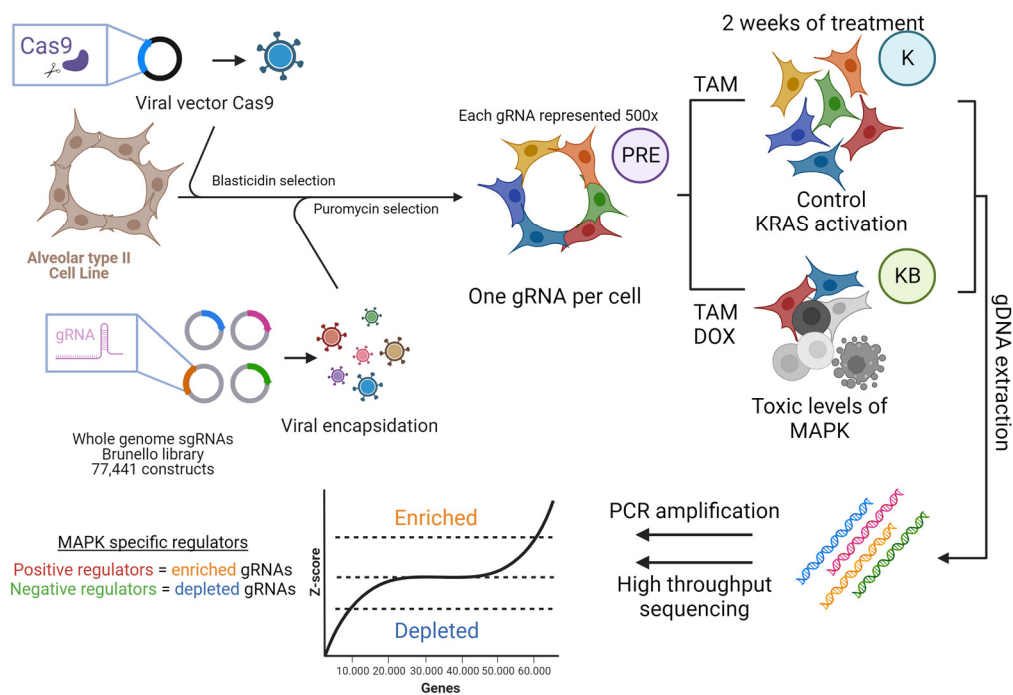 Cas9
Viral vector Cas9
Alveolar type II
Cell Line
Blasticidin selection
Puromycin selection
gRNA
Whole genome sgRNAs
Brunello library
77,441 constructs
Viral encapsidation
Each gRNA represented 500x
PRE
One gRNA per cell
2 weeks of treatment
TAM
K
Control
KRAS activation
TAM
DOX
KB
Toxic levels of
MAPK
gDNA extraction
PCR amplification
High throughput
sequencing
Z-score
Enriched
Depleted
10.000 20.000 30.000 40.000 50.000 60.000
Genes
MAPK specific regulators
Positive regulators = enriched gRNAs
Negative regulators = depleted gRNAs